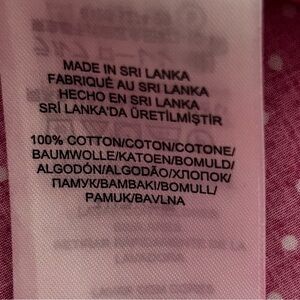 MADE IN SRI LANKA
FABRIQUÉ AU SRI LANKA
HECHO EN SRI LANKA
SRİ LANKA'DA ÜRETİLMİŞTİR
100% COTTON/COTON/COTONE/
BAUMWOLLE/KATOEN/BOMULD/
ALGODÓN/ALGODÃO/ХЛОПОК/
ПАМУК/BAMBAKI/BOMULL/
PAMUK/BAVLNA